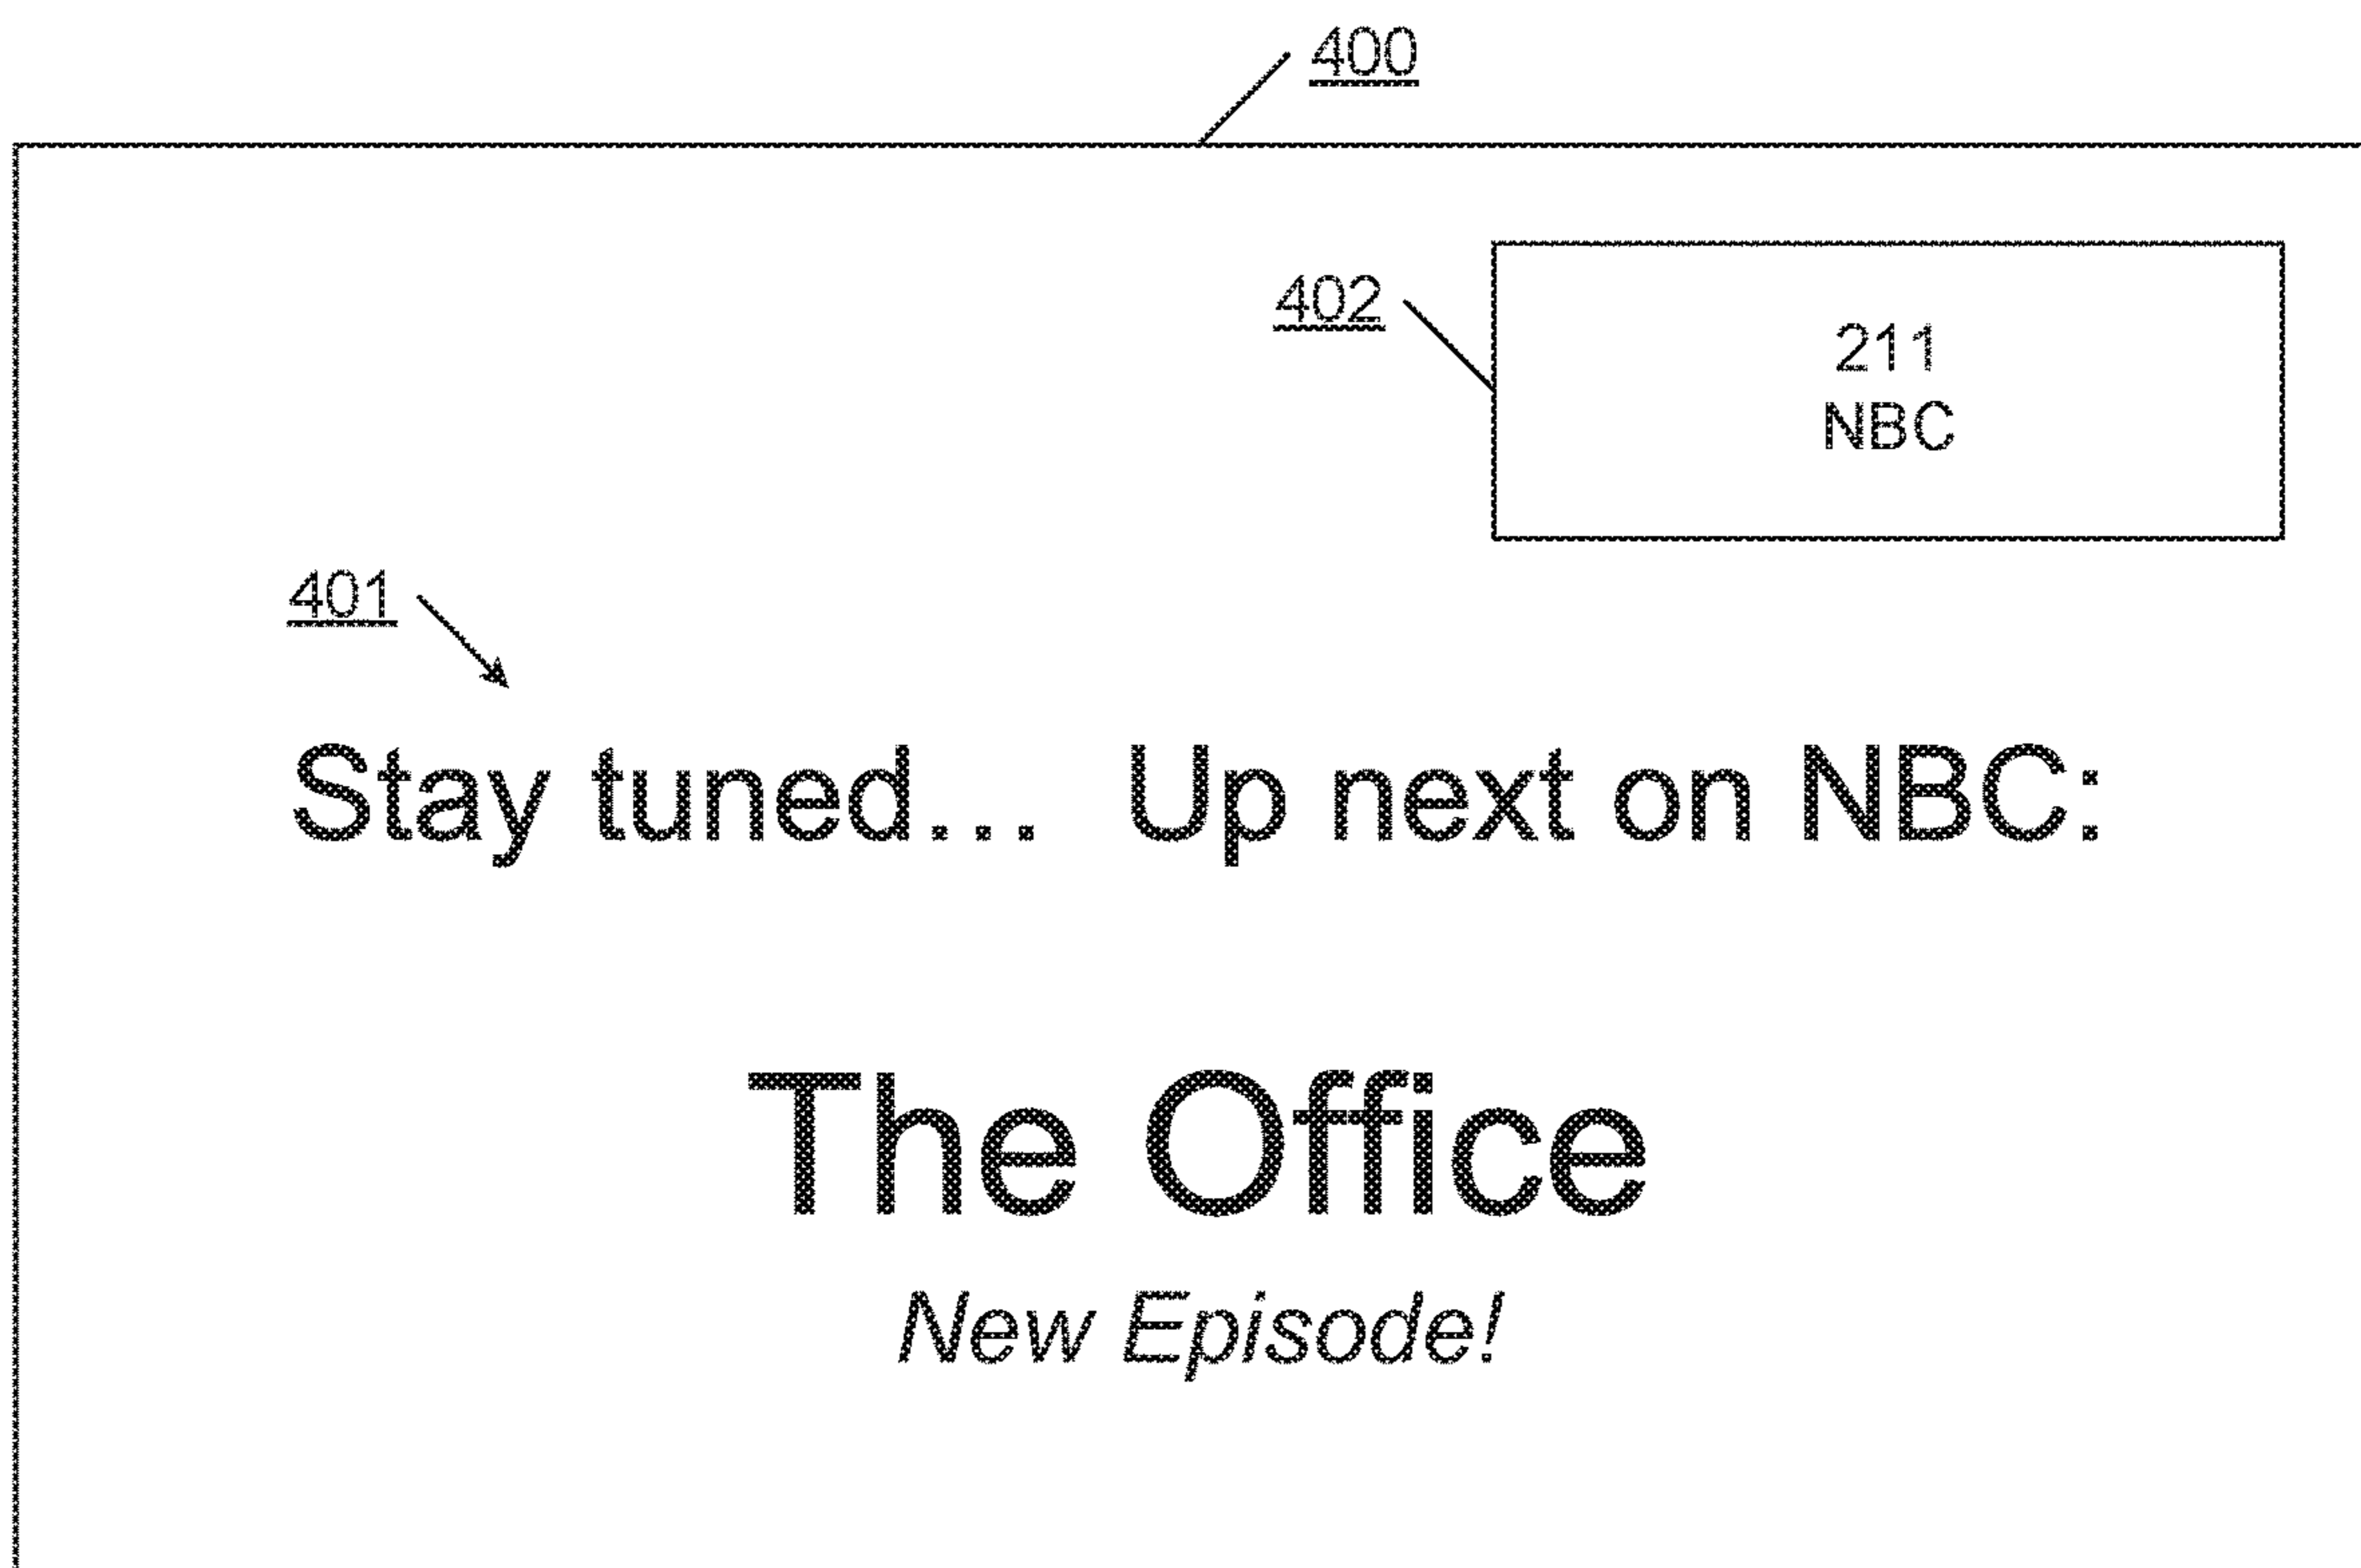 400
402
211
NBC
401
Stay tuned... Up next on NBC:
The Office
New Episode!